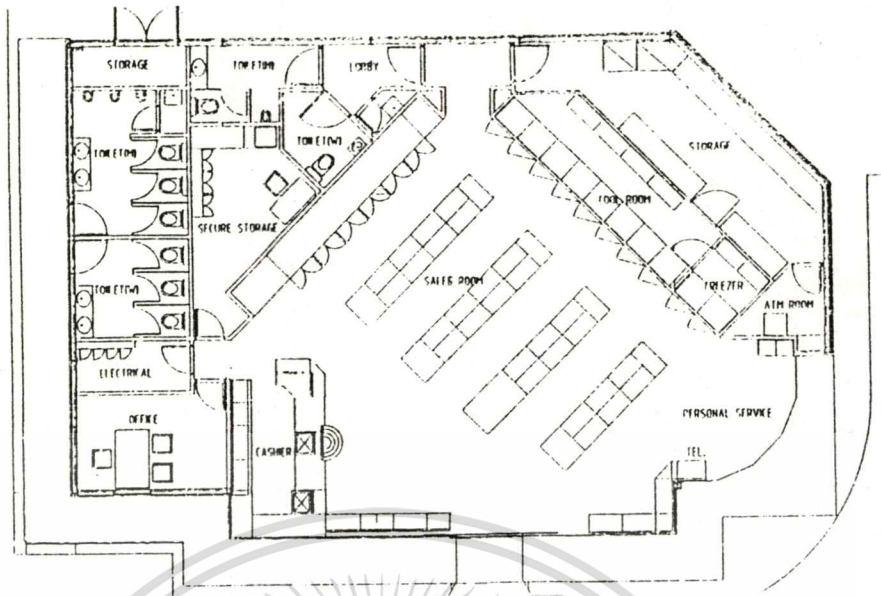 STORAGE
TOILET(M)
LOBBY
TOILET(M)
TOILET(W)
STORAGE
COOL ROOM
SECURE STORAGE
SALES ROOM
TOILET(W)
FREEZER
ATM ROOM
ELECTRICAL
OFFICE
PERSONAL SERVICE
CASHIER
TEL.